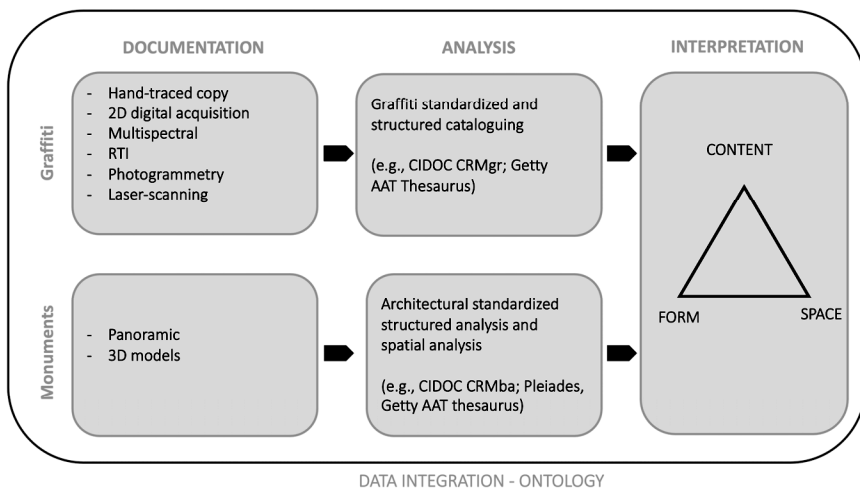 DOCUMENTATION
ANALYSIS
INTERPRETATION
Graffiti
- Hand-traced copy
- 2D digital acquisition
- Multispectral
- RTI
- Photogrammetry
- Laser-scanning
Graffiti standardized and
structured cataloguing
(e.g., CIDOC CRMgr; Getty
AAT Thesaurus)
CONTENT
FORM
SPACE
Monuments
- Panoramic
- 3D models
Architectural standardized
structured analysis and
spatial analysis
(e.g., CIDOC CRMba; Pleiades,
Getty AAT thesaurus)
DATA INTEGRATION - ONTOLOGY